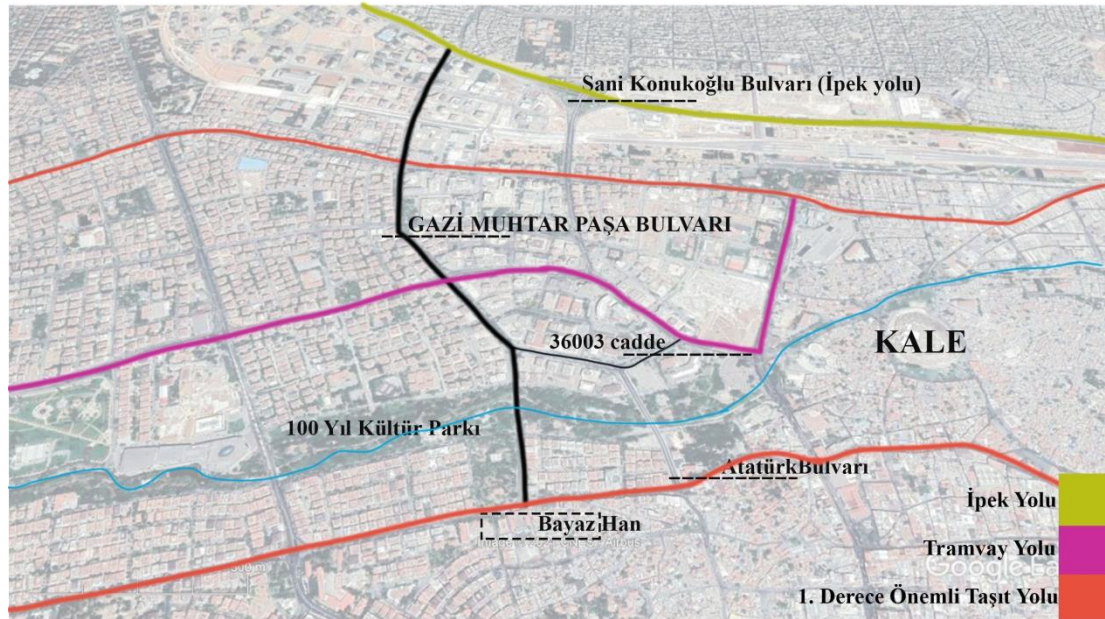 Sani Konukoğlu Bulvarı (İpek yolu)
GAZİ MUHTAR PAŞA BULVARI
36003 cadde
KALE
100 Yıl Kültür Parkı
AtatürkBulvarı
Bayaz Han
İpek Yolu
Tramvay Yolu
1. Derece Önemli Taşıt Yolu